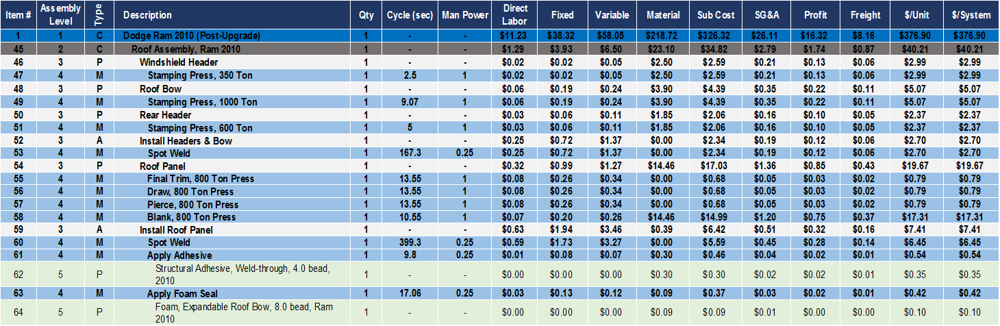 Item # Assembly Level Type Description Qty Cycle (sec) Man Power Direct Labor Fixed Variable Material Sub Cost SG&A Profit Freight $/Unit $/System
1 1 C Dodge Ram 2010 (Post-Upgrade) 1 - - $11.23 $38.32 $58.05 $218.72 $326.32 $26.11 $16.32 $8.16 $376.90 $376.90
45 2 C Roof Assembly, Ram 2010 1 - - $1.29 $3.93 $6.50 $23.10 $34.82 $2.79 $1.74 $0.87 $40.21 $40.21
46 3 P Windshield Header 1 - - $0.02 $0.02 $0.05 $2.50 $2.59 $0.21 $0.13 $0.06 $2.99 $2.99
47 4 M Stamping Press, 350 Ton 1 2.5 1 $0.02 $0.02 $0.05 $2.50 $2.59 $0.21 $0.13 $0.06 $2.99 $2.99
48 3 P Roof Bow 1 - - $0.06 $0.19 $0.24 $3.90 $4.39 $0.35 $0.22 $0.11 $5.07 $5.07
49 4 M Stamping Press, 1000 Ton 1 9.07 1 $0.06 $0.19 $0.24 $3.90 $4.39 $0.35 $0.22 $0.11 $5.07 $5.07
50 3 P Rear Header 1 - - $0.03 $0.06 $0.11 $1.85 $2.06 $0.16 $0.10 $0.05 $2.37 $2.37
51 4 M Stamping Press, 600 Ton 1 5 1 $0.03 $0.06 $0.11 $1.85 $2.06 $0.16 $0.10 $0.05 $2.37 $2.37
52 3 A Install Headers & Bow 1 - - $0.25 $0.72 $1.37 $0.00 $2.34 $0.19 $0.12 $0.06 $2.70 $2.70
53 4 M Spot Weld 1 167.3 0.25 $0.25 $0.72 $1.37 $0.00 $2.34 $0.19 $0.12 $0.06 $2.70 $2.70
54 3 P Roof Panel 1 - - $0.32 $0.99 $1.27 $14.46 $17.03 $1.36 $0.85 $0.43 $19.67 $19.67
55 4 M Final Trim, 800 Ton Press 1 13.55 1 $0.08 $0.26 $0.34 $0.00 $0.68 $0.05 $0.03 $0.02 $0.79 $0.79
56 4 M Draw, 800 Ton Press 1 13.55 1 $0.08 $0.26 $0.34 $0.00 $0.68 $0.05 $0.03 $0.02 $0.79 $0.79
57 4 M Pierce, 800 Ton Press 1 13.55 1 $0.08 $0.26 $0.34 $0.00 $0.68 $0.05 $0.03 $0.02 $0.79 $0.79
58 4 M Blank, 800 Ton Press 1 10.55 1 $0.07 $0.20 $0.26 $14.46 $14.99 $1.20 $0.75 $0.37 $17.31 $17.31
59 3 A Install Roof Panel 1 - - $0.63 $1.94 $3.46 $0.39 $6.42 $0.51 $0.32 $0.16 $7.41 $7.41
60 4 M Spot Weld 1 399.3 0.25 $0.59 $1.73 $3.27 $0.00 $5.59 $0.45 $0.28 $0.14 $6.45 $6.45
61 4 M Apply Adhesive 1 9.8 0.25 $0.01 $0.08 $0.07 $0.30 $0.46 $0.04 $0.02 $0.01 $0.54 $0.54
62 5 P Structural Adhesive, Weld-through, 4.0 bead, 2010 1 - - $0.00 $0.00 $0.00 $0.30 $0.30 $0.02 $0.02 $0.01 $0.35 $0.35
63 4 M Apply Foam Seal 1 17.06 0.25 $0.03 $0.13 $0.12 $0.09 $0.37 $0.03 $0.02 $0.01 $0.42 $0.42
64 5 P Foam, Expandable Roof Bow, 8.0 bead, Ram 2010 1 - - $0.00 $0.00 $0.00 $0.09 $0.09 $0.01 $0.00 $0.00 $0.10 $0.10